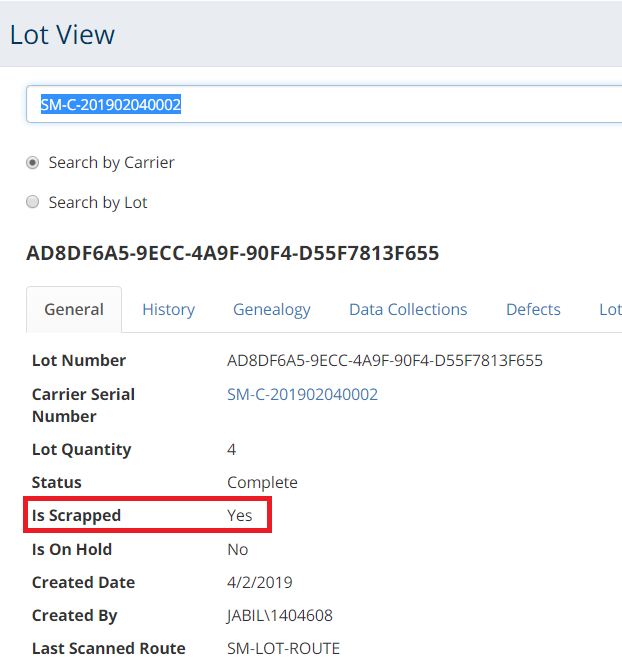 Lot View
SM-C-201902040002
Search by Carrier
Search by Lot
AD8DF6A5-9ECC-4A9F-90F4-D55F7813F655
General History Genealogy Data Collections Defects Lot
Lot Number AD8DF6A5-9ECC-4A9F-90F4-D55F7813F655
Carrier Serial SM-C-201902040002
Number
Lot Quantity 4
Status Complete
Is Scrapped Yes
Is On Hold No
Created Date 4/2/2019
Created By JABIL\1404608
Last Scanned Route SM-LOT-ROUTE